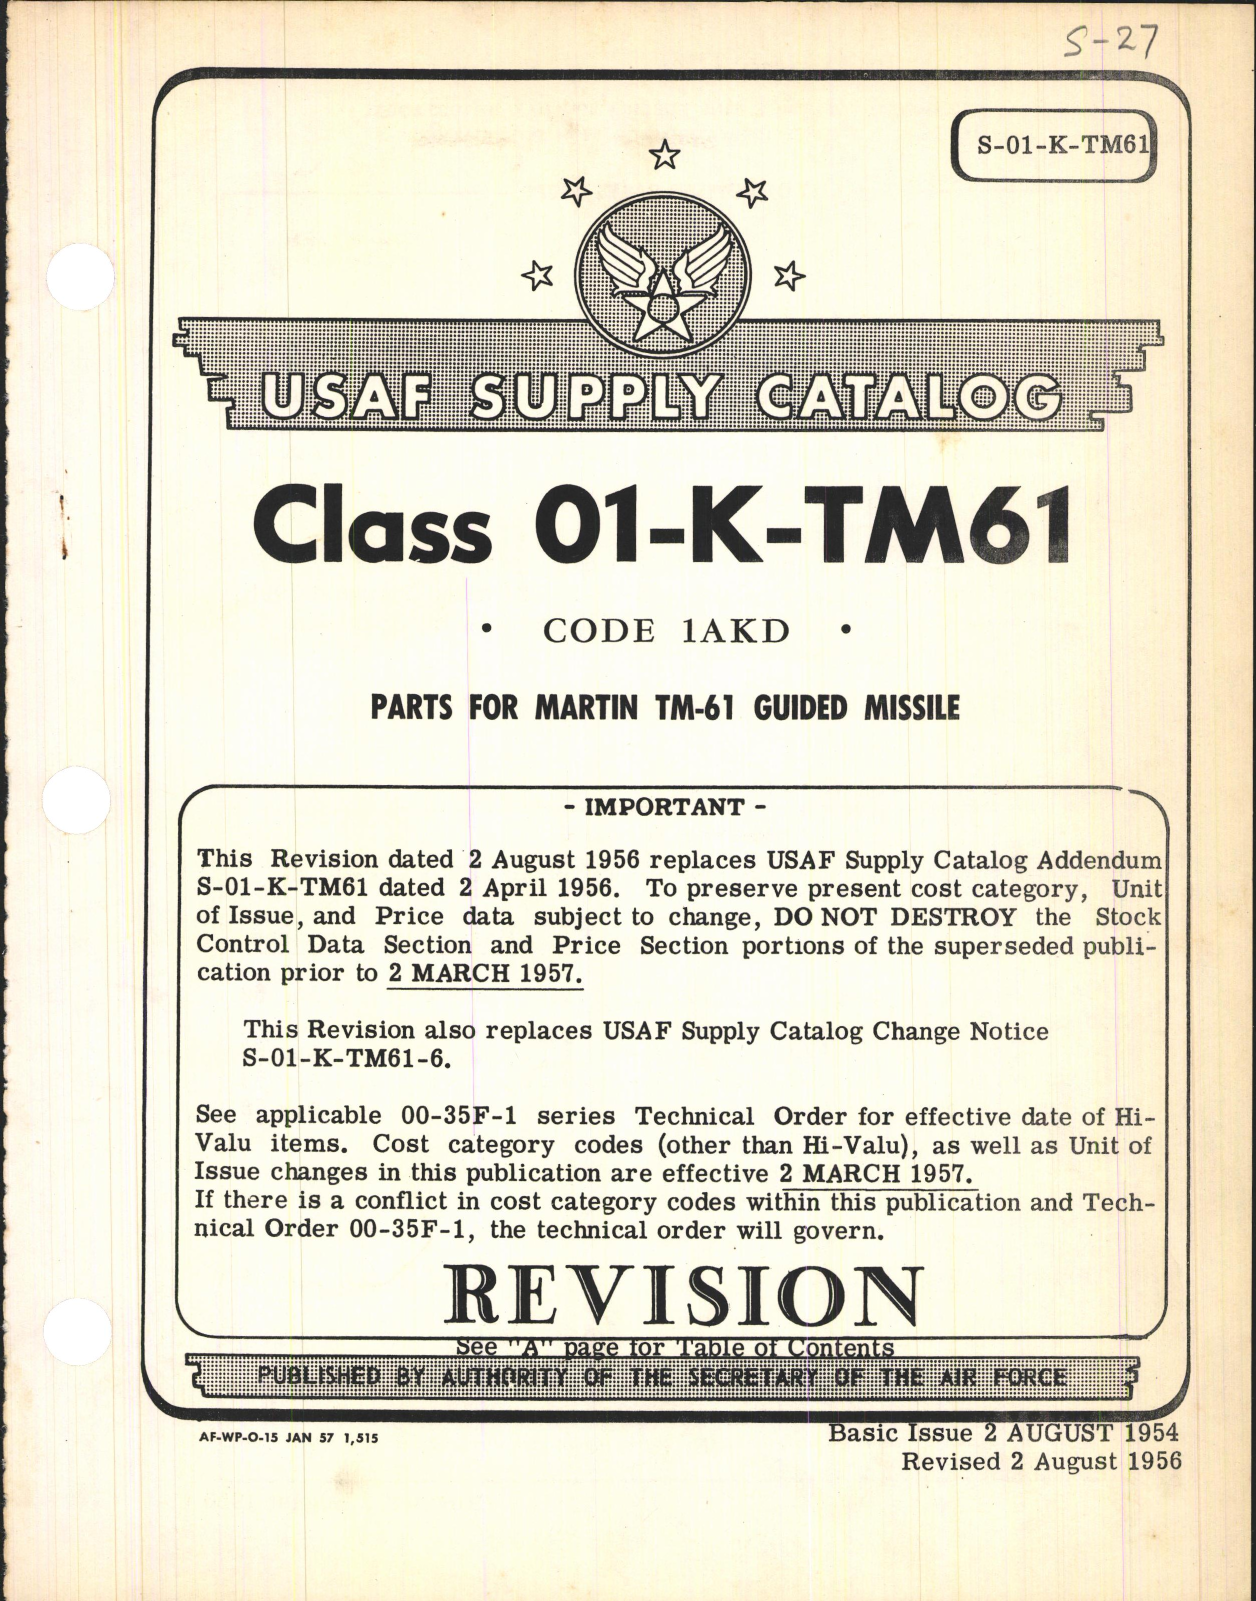 S-27
S-01-K-TM61
USAF SUPPLY CATALOG
Class 01-K-TM61
• CODE 1AKD •
PARTS FOR MARTIN TM-61 GUIDED MISSILE
- IMPORTANT -
This Revision dated 2 August 1956 replaces USAF Supply Catalog Addendum
S-01-K-TM61 dated 2 April 1956. To preserve present cost category, Unit
of Issue, and Price data subject to change, DO NOT DESTROY the Stock
Control Data Section and Price Section portions of the superseded publi-
cation prior to 2 MARCH 1957.
This Revision also replaces USAF Supply Catalog Change Notice
S-01-K-TM61-6.
See applicable 00-35F-1 series Technical Order for effective date of Hi-
Valu items. Cost category codes (other than Hi-Valu), as well as Unit of
Issue changes in this publication are effective 2 MARCH 1957.
If there is a conflict in cost category codes within this publication and Tech-
nical Order 00-35F-1, the technical order will govern.
REVISION
See "A" page for Table of Contents
PUBLISHED BY AUTHORITY OF THE SECRETARY OF THE AIR FORCE
AF-WP-O-15 JAN 57 1,515
Basic Issue 2 AUGUST 1954
Revised 2 August 1956